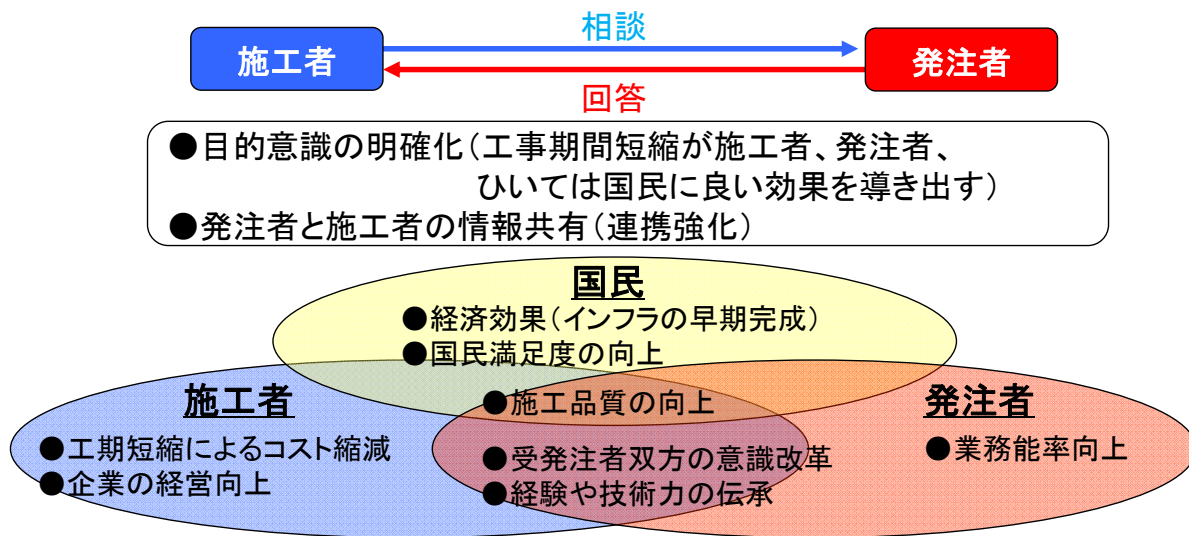 相談
施工者
発注者
回答
●目的意識の明確化(工事期間短縮が施工者、発注者、
ひいては国民に良い効果を導き出す)
●発注者と施工者の情報共有(連携強化)
国民
●経済効果(インフラの早期完成)
●国民満足度の向上
施工者
●工期短縮によるコスト縮減
●企業の経営向上
●施工品質の向上
●受発注者双方の意識改革
●経験や技術力の伝承
発注者
●業務能率向上